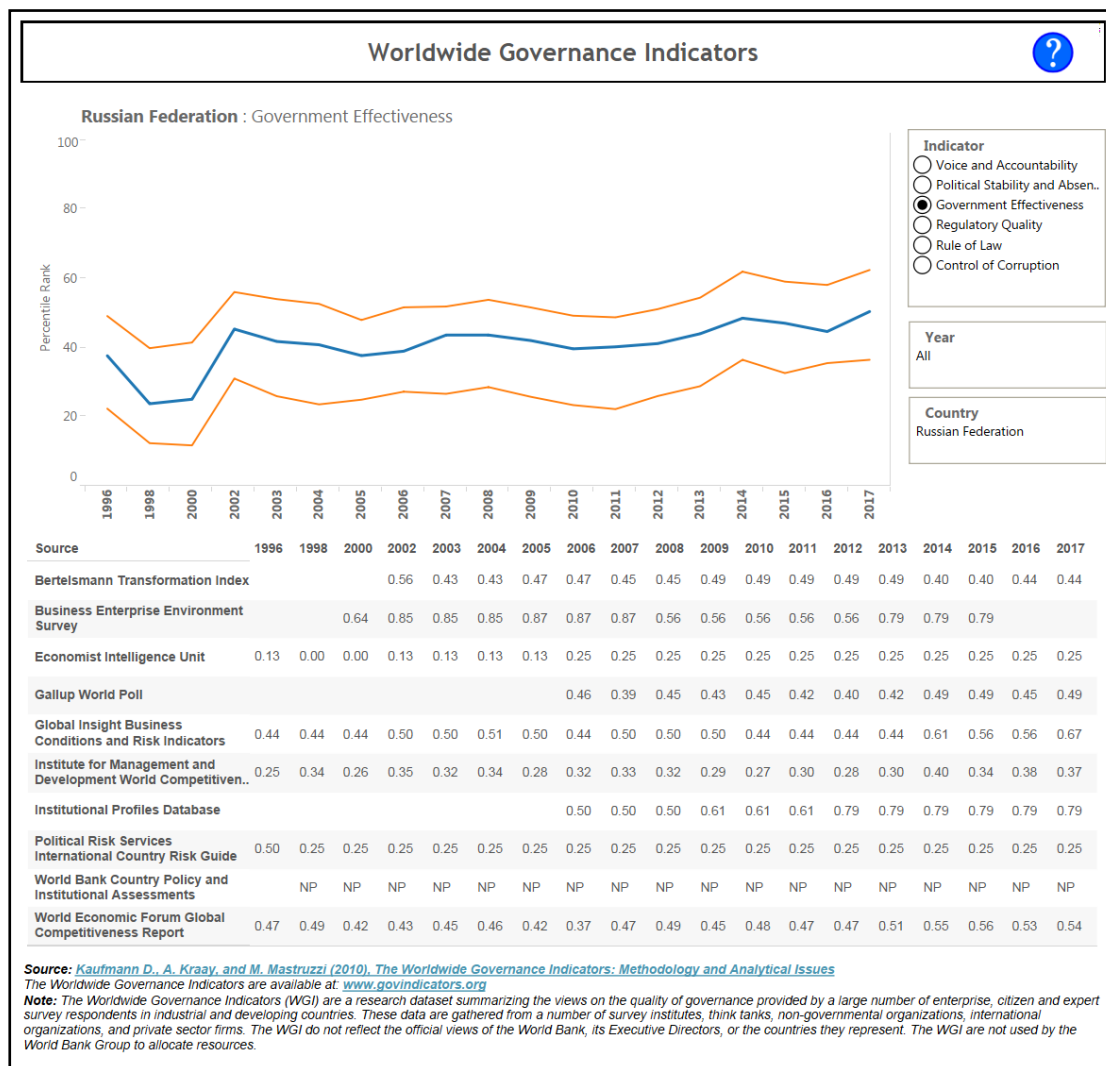 Worldwide Governance Indicators
?
Russian Federation : Government Effectiveness
100
80
60
40
20
0
Percentile Rank
1996 1998 2000 2002 2003 2004 2005 2006 2007 2008 2009 2010 2011 2012 2013 2014 2015 2016 2017
Indicator
Voice and Accountability
Political Stability and Absen..
Government Effectiveness
Regulatory Quality
Rule of Law
Control of Corruption
Year
All
Country
Russian Federation
Source 1996 1998 2000 2002 2003 2004 2005 2006 2007 2008 2009 2010 2011 2012 2013 2014 2015 2016 2017
Bertelsmann Transformation Index 0.56 0.43 0.43 0.47 0.47 0.45 0.45 0.49 0.49 0.49 0.49 0.49 0.40 0.40 0.44 0.44
Business Enterprise Environment
Survey 0.64 0.85 0.85 0.85 0.87 0.87 0.87 0.56 0.56 0.56 0.56 0.56 0.79 0.79 0.79
Economist Intelligence Unit 0.13 0.00 0.00 0.13 0.13 0.13 0.13 0.25 0.25 0.25 0.25 0.25 0.25 0.25 0.25 0.25 0.25 0.25 0.25
Gallup World Poll 0.46 0.39 0.45 0.43 0.45 0.42 0.40 0.42 0.49 0.49 0.45 0.49
Global Insight Business
Conditions and Risk Indicators 0.44 0.44 0.44 0.50 0.50 0.51 0.50 0.44 0.50 0.50 0.50 0.44 0.44 0.44 0.44 0.61 0.56 0.56 0.67
Institute for Management and
Development World Competitiven.. 0.25 0.34 0.26 0.35 0.32 0.34 0.28 0.32 0.33 0.32 0.29 0.27 0.30 0.28 0.30 0.40 0.34 0.38 0.37
Institutional Profiles Database 0.50 0.50 0.50 0.61 0.61 0.61 0.79 0.79 0.79 0.79 0.79 0.79
Political Risk Services
International Country Risk Guide 0.50 0.25 0.25 0.25 0.25 0.25 0.25 0.25 0.25 0.25 0.25 0.25 0.25 0.25 0.25 0.25 0.25 0.25 0.25
World Bank Country Policy and
Institutional Assessments NP NP NP NP NP NP NP NP NP NP NP NP NP NP NP NP NP NP
World Economic Forum Global
Competitiveness Report 0.47 0.49 0.42 0.43 0.45 0.46 0.42 0.37 0.47 0.49 0.45 0.48 0.47 0.47 0.51 0.55 0.56 0.53 0.54
Source: Kaufmann D., A. Kraay, and M. Mastruzzi (2010), The Worldwide Governance Indicators: Methodology and Analytical Issues
The Worldwide Governance Indicators are available at: www.govindicators.org
Note: The Worldwide Governance Indicators (WGI) are a research dataset summarizing the views on the quality of governance provided by a large number of enterprise, citizen and expert
survey respondents in industrial and developing countries. These data are gathered from a number of survey institutes, think tanks, non-governmental organizations, international
organizations, and private sector firms. The WGI do not reflect the official views of the World Bank, its Executive Directors, or the countries they represent. The WGI are not used by the
World Bank Group to allocate resources.